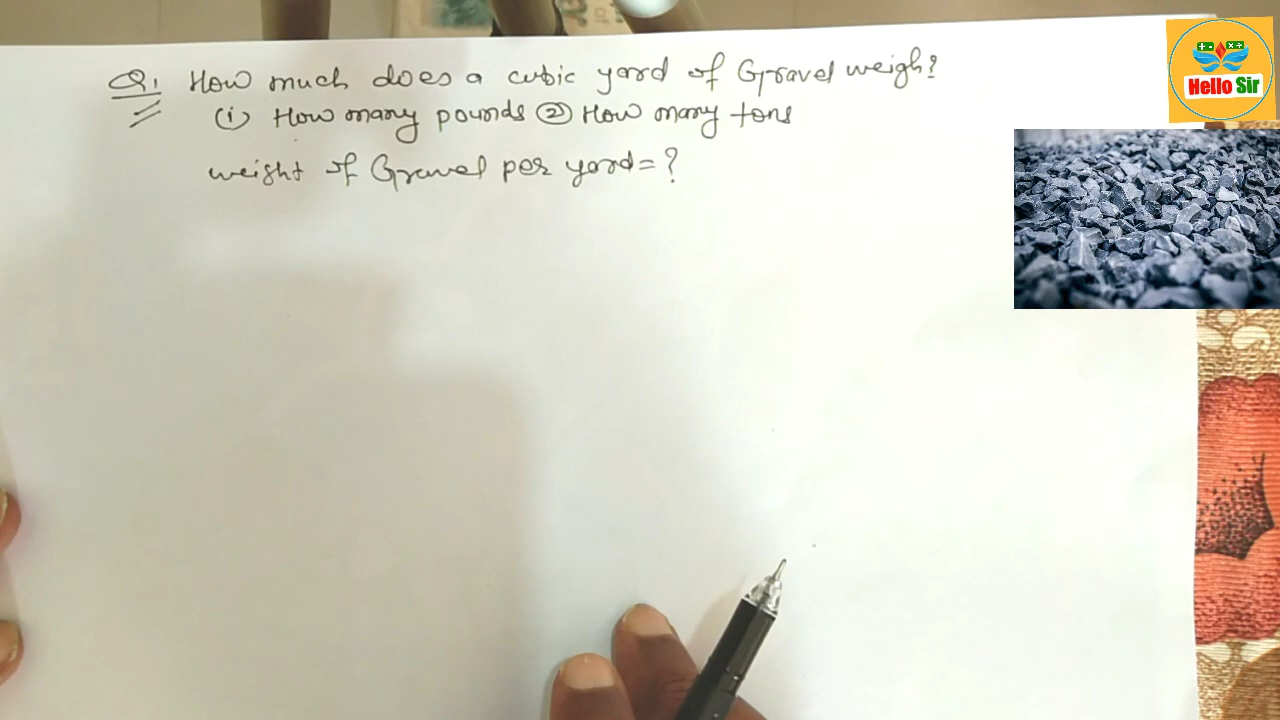 Q1. How much does a cubic yard of Gravel weigh?
(i) How many pounds ② How many tons
weight of Gravel per yard = ?
Hello Sir